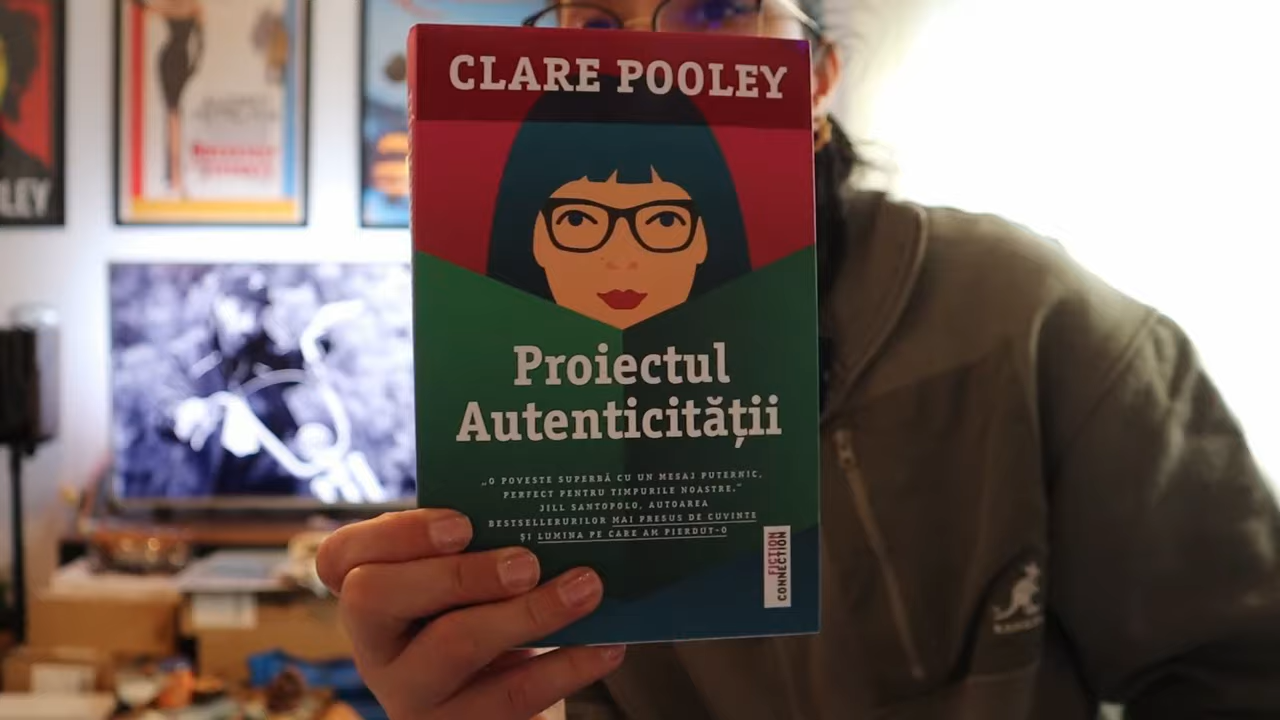 CLARE POOLEY
Proiectul
Autenticității
„O POVESTE SUPERBĂ CU UN MESAJ PUTERNIC,
PERFECT PENTRU TIMPURILE NOASTRE.”
JILL SANTOPOLO, AUTOAREA
BESTSELLERURILOR MAI PRESUS DE CUVINTE
ȘI LUMINA PE CARE AM PIERDUT-O
FICTION
CONNECTION
LEY